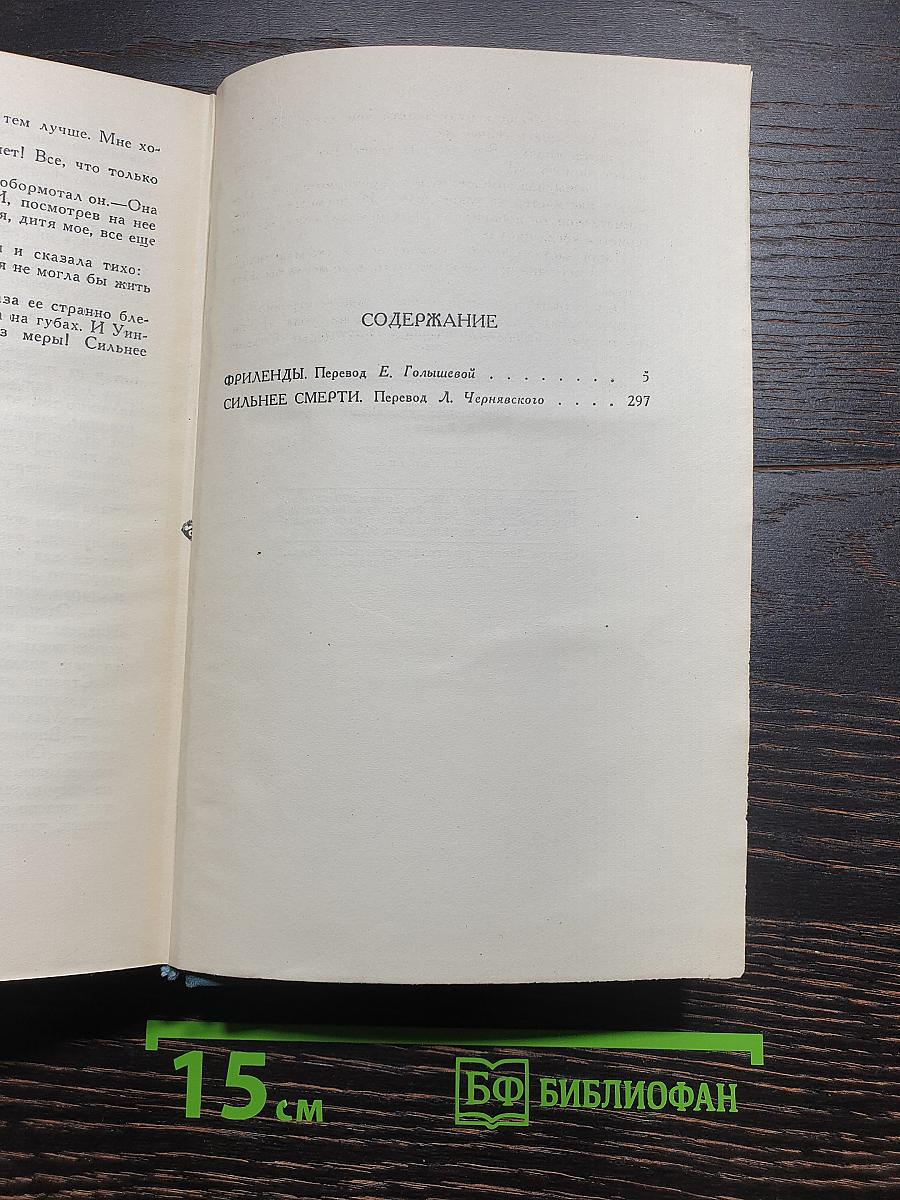 тем лучше. Мне хо-
нет! Все, что только
обормотал он.—Она
И, посмотрев на нее
я, дитя мое, все еще
и сказала тихо:
я не могла бы жить
за ее странно бле-
на губах. И Уин-
з меры! Сильнее
СОДЕРЖАНИЕ
ФРИЛЕНДЫ. Перевод Е. Голышевой . . . . . . . . 5
СИЛЬНЕЕ СМЕРТИ. Перевод Л. Чернявского . . . . 297
15 см
БФ БИБЛИОФАН